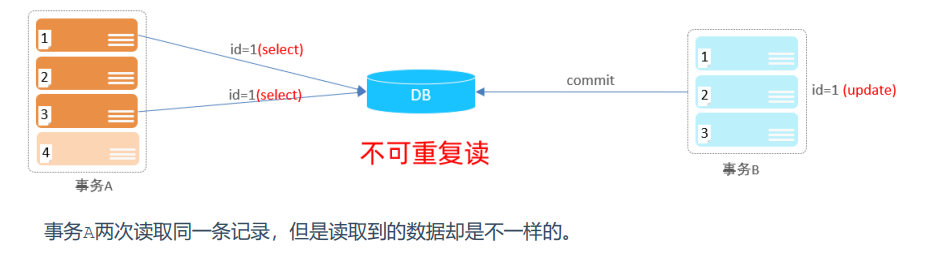 1
2
3
4
事务A
id=1(select)
id=1(select)
DB
不可重复读
commit
1
2
3
id=1 (update)
事务B
事务A两次读取同一条记录，但是读取到的数据却是不一样的。